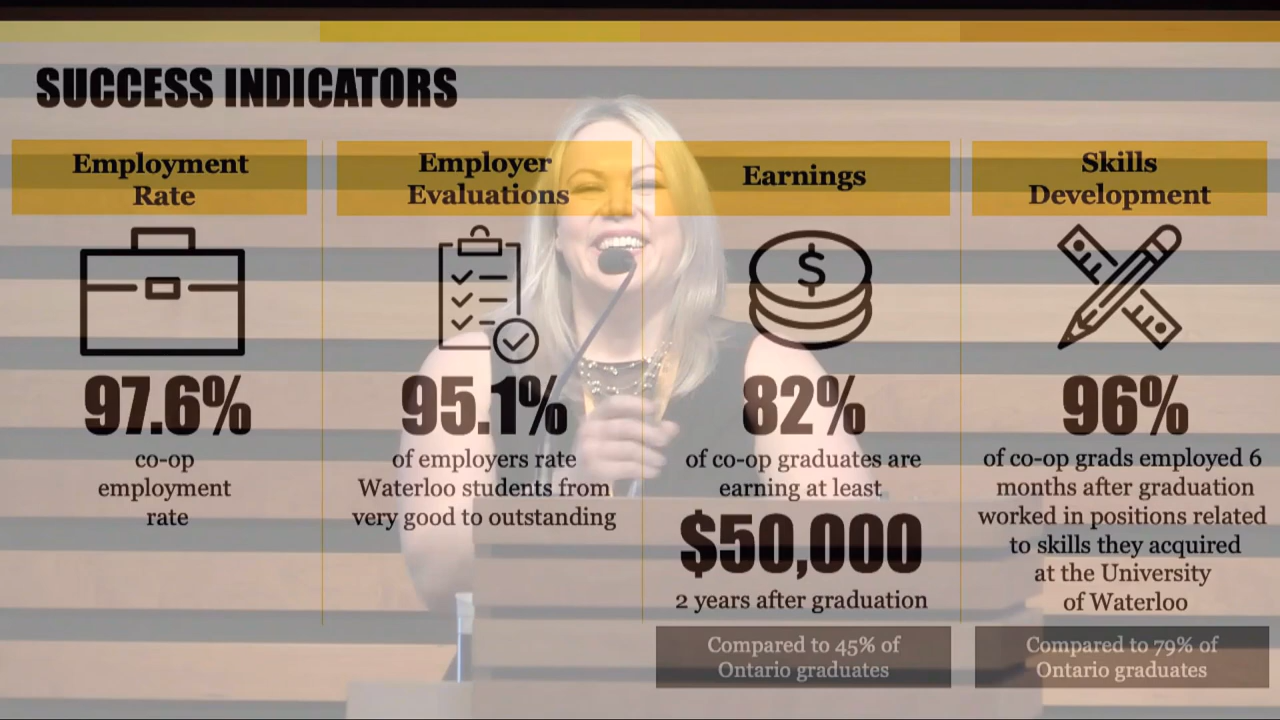 SUCCESS INDICATORS
Employment
Rate
97.6%
co-op
employment
rate
Employer
Evaluations
95.1%
of employers rate
Waterloo students from
very good to outstanding
Earnings
$
82%
of co-op graduates are
earning at least
$50,000
2 years after graduation
Compared to 45% of
Ontario graduates
Skills
Development
96%
of co-op grads employed 6
months after graduation
worked in positions related
to skills they acquired
at the University
of Waterloo
Compared to 79% of
Ontario graduates